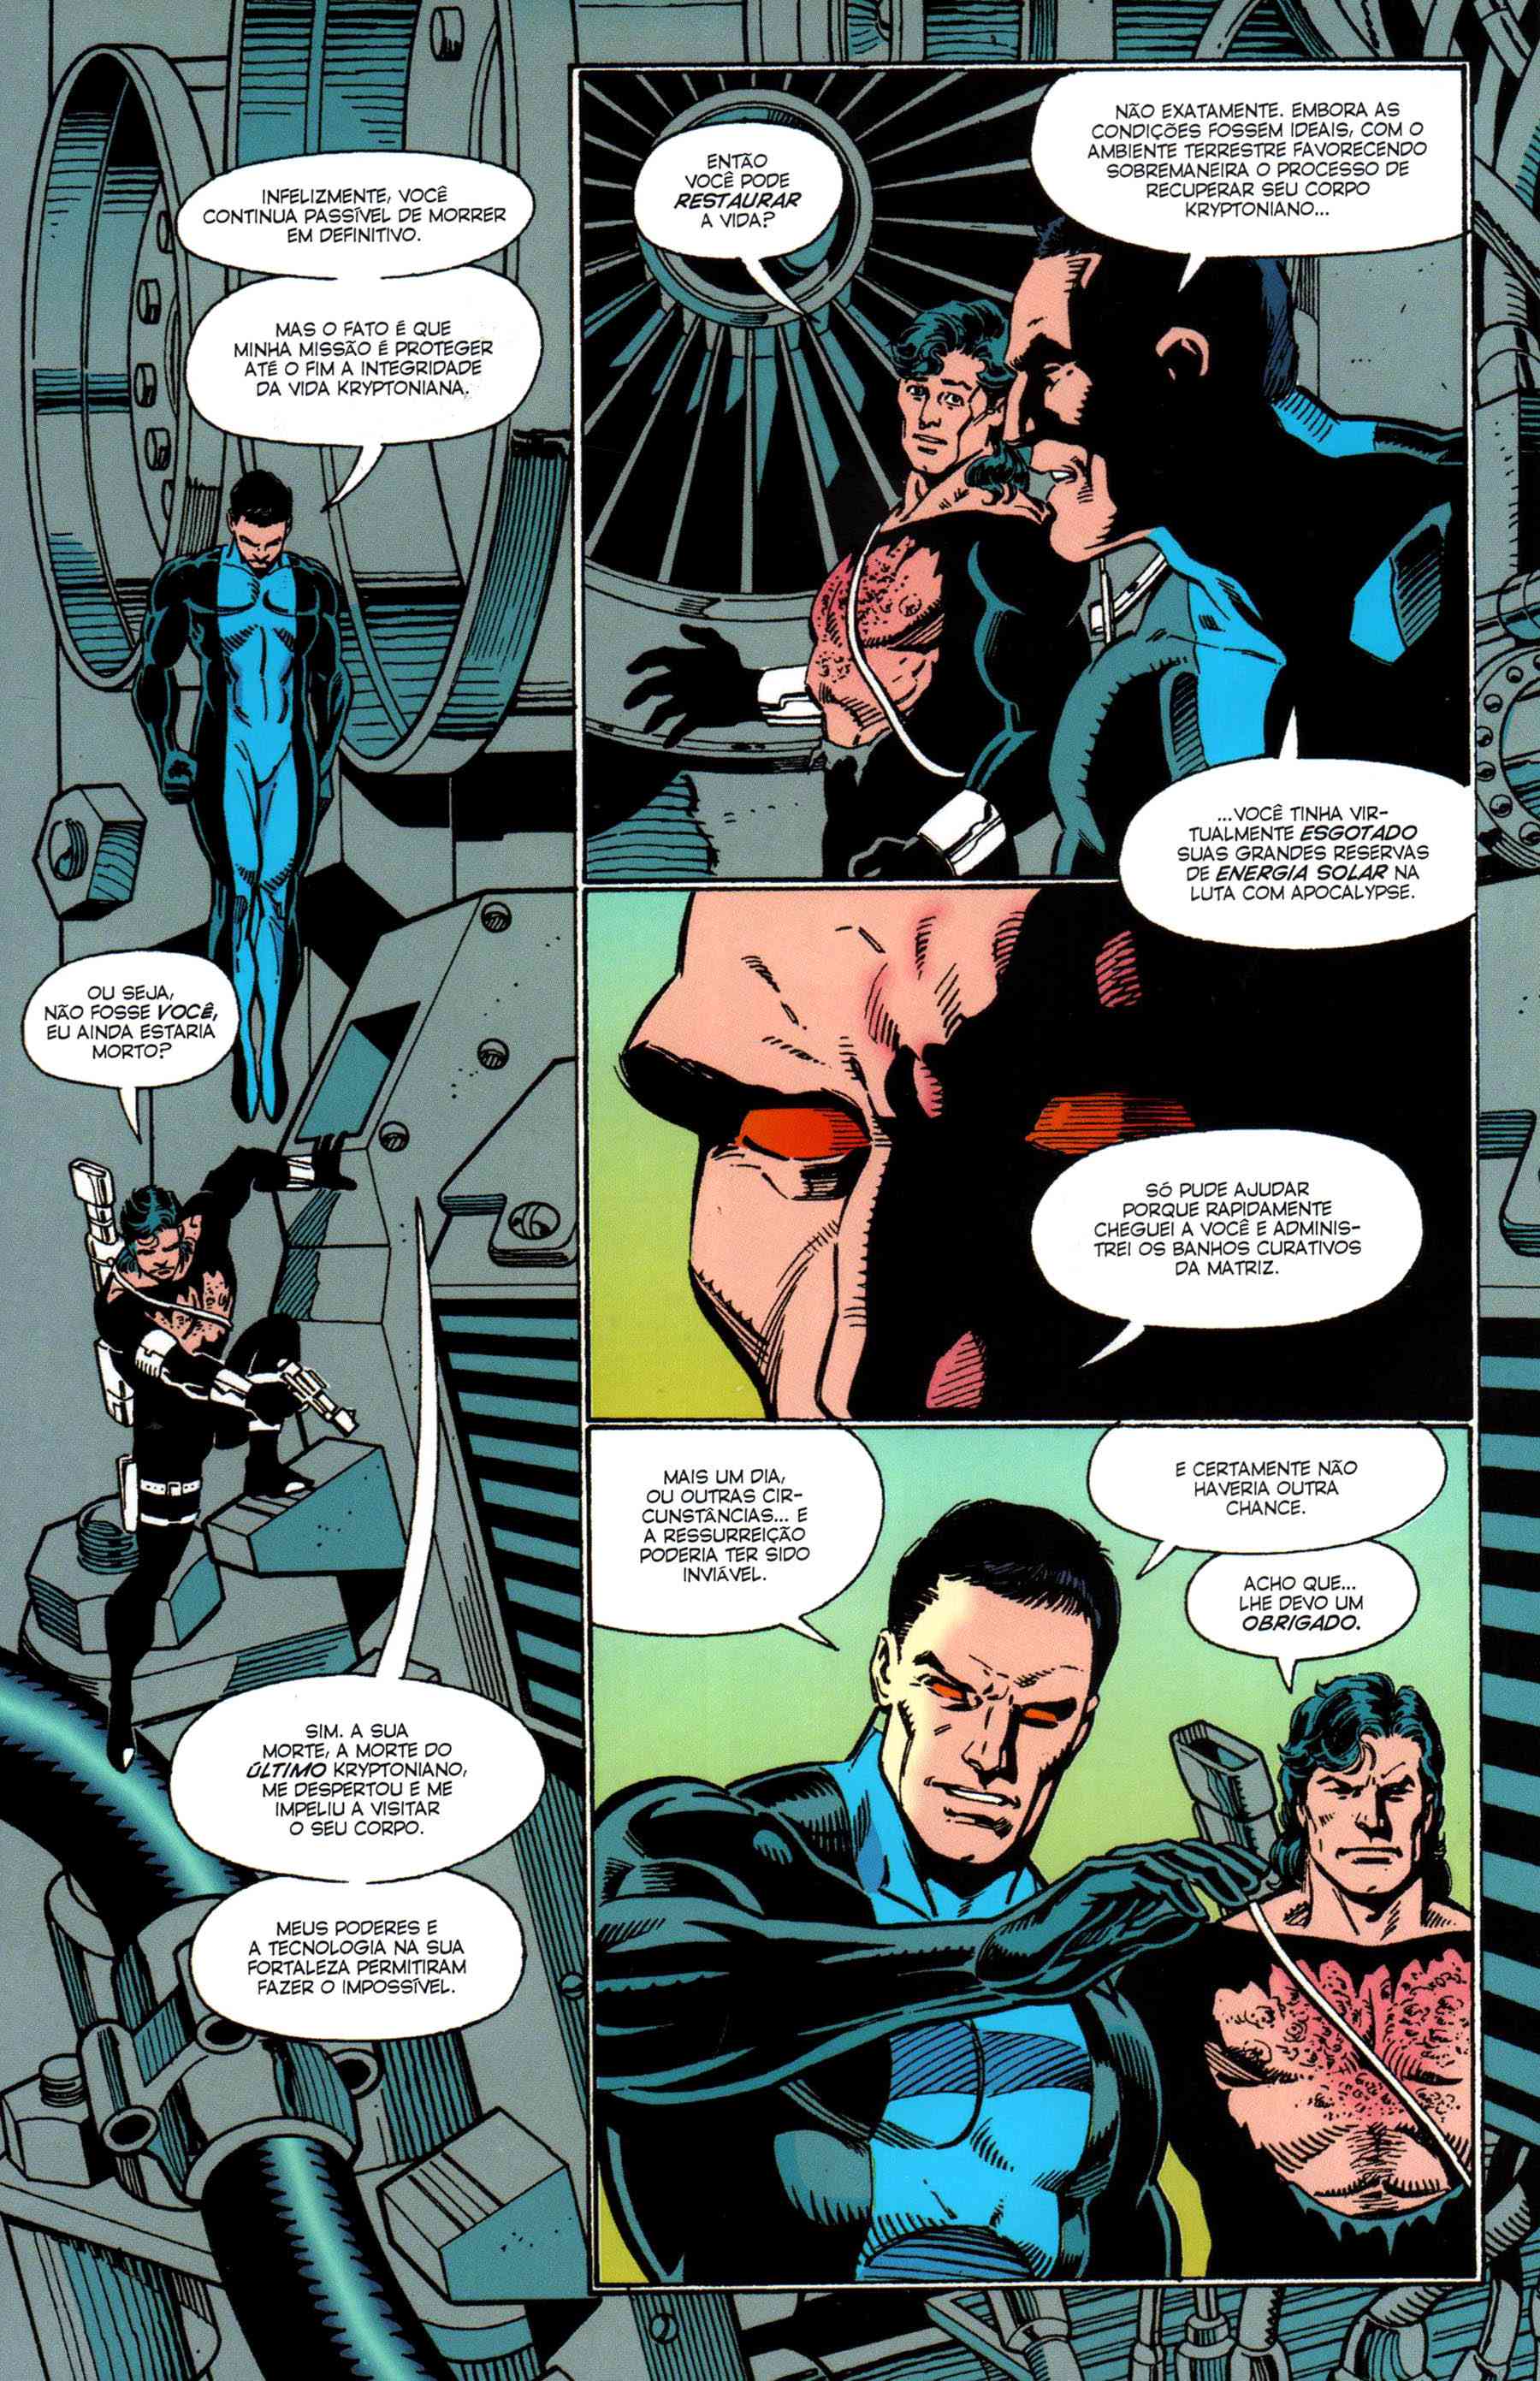 INFELIZMENTE, VOCÊ
CONTINUA PASSÍVEL DE MORRER
EM DEFINITIVO.
MAS O FATO É QUE
MINHA MISSÃO É PROTEGER
ATÉ O FIM A INTEGRIDADE
DA VIDA KRYPTONIANA.
OU SEJA,
NÃO FOSSE VOCÊ,
EU AINDA ESTARIA
MORTO?
SIM. A SUA
MORTE, A MORTE DO
ÚLTIMO KRYPTONIANO,
ME DESPERTOU E ME
IMPELIU A VISITAR
O SEU CORPO.
MEUS PODERES E
A TECNOLOGIA NA SUA
FORTALEZA PERMITIRAM
FAZER O IMPOSSÍVEL.
ENTÃO
VOCÊ PODE
RESTAURAR
A VIDA?
NÃO EXATAMENTE. EMBORA AS
CONDIÇÕES FOSSEM IDEAIS, COM O
AMBIENTE TERRESTRE FAVORECENDO
SOBREMANEIRA O PROCESSO DE
RECUPERAR SEU CORPO
KRYPTONIANO...
...VOCÊ TINHA VIR-
TUALMENTE ESGOTADO
SUAS GRANDES RESERVAS
DE ENERGIA SOLAR NA
LUTA COM APOCALYPSE.
SÓ PUDE AJUDAR
PORQUE RAPIDAMENTE
CHEGUEI A VOCÊ E ADMINIS-
TREI OS BANHOS CURATIVOS
DA MATRIZ.
MAIS UM DIA,
OU OUTRAS CIR-
CUNSTÂNCIAS... E
A RESSURREIÇÃO
PODERIA TER SIDO
INVIÁVEL.
E CERTAMENTE NÃO
HAVERIA OUTRA
CHANCE.
ACHO QUE...
LHE DEVO UM
OBRIGADO.